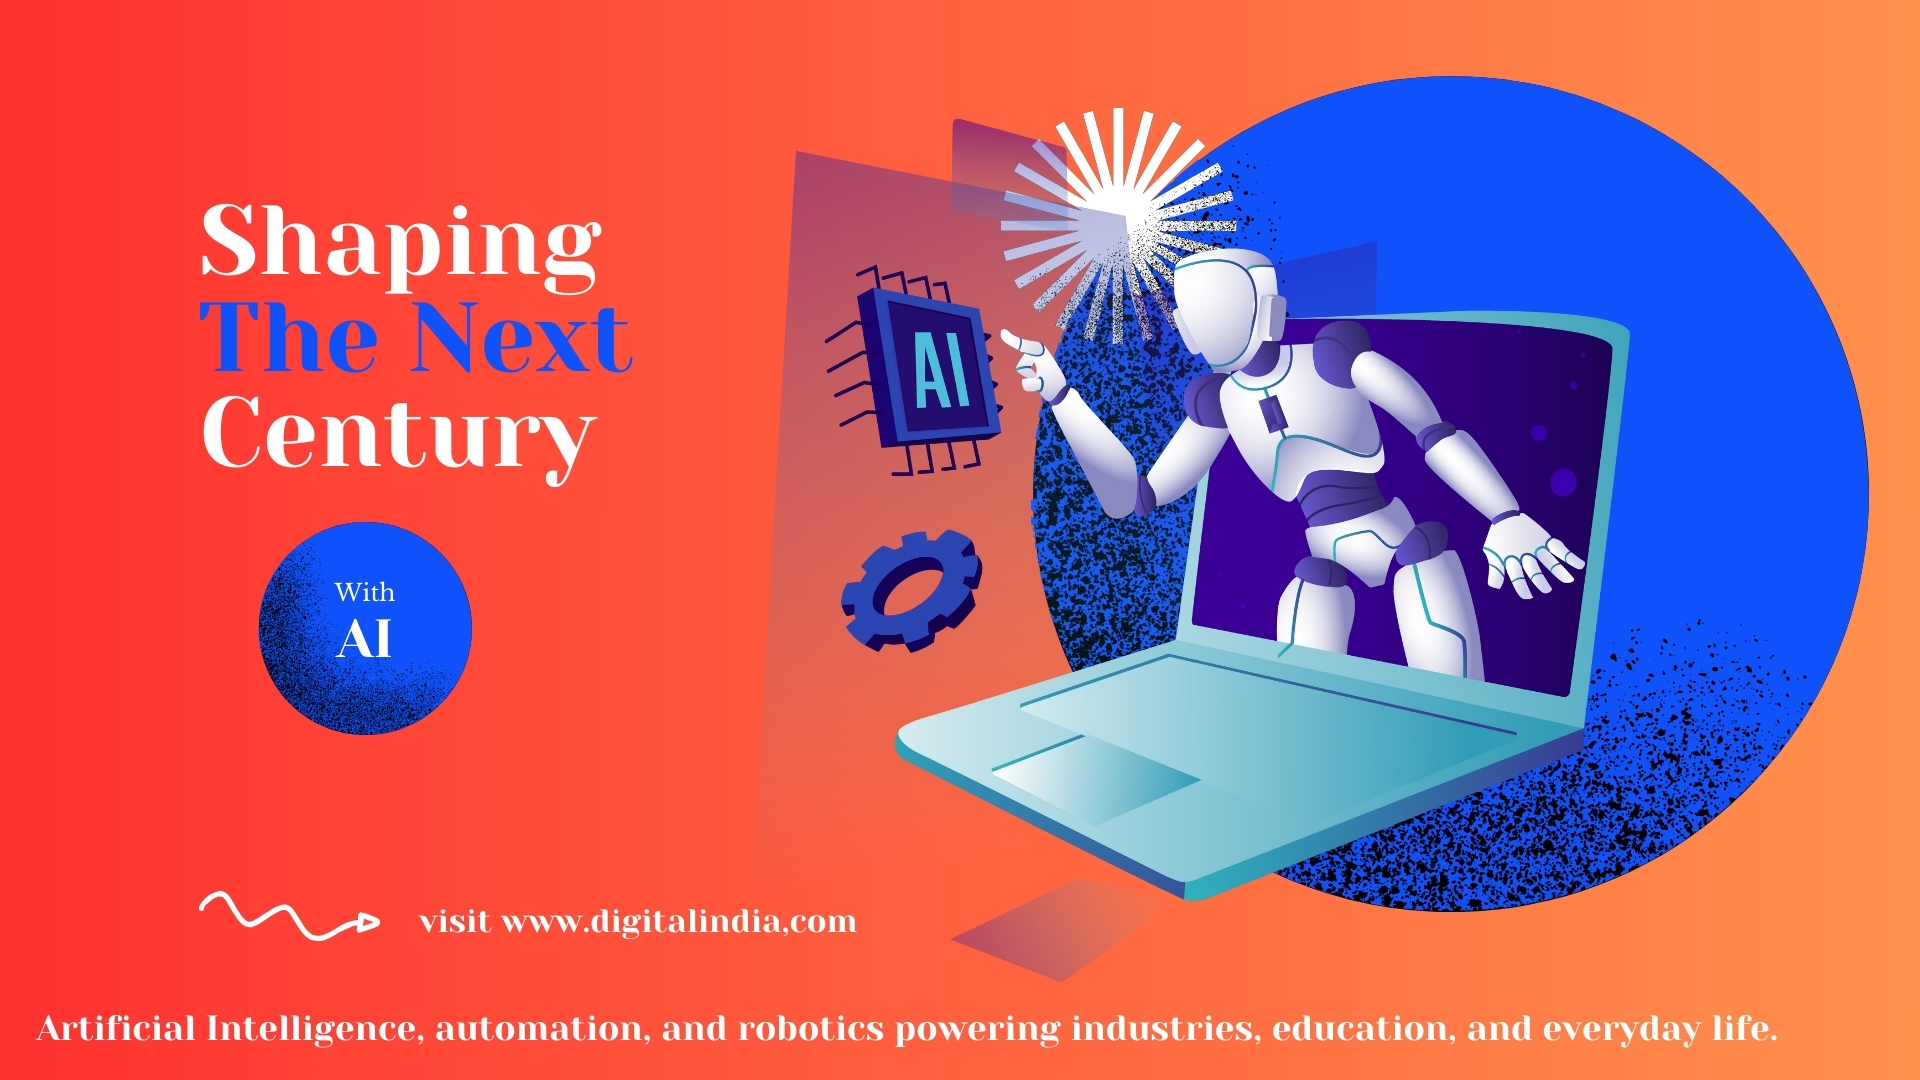 Shaping
The Next
Century
With
AI
AI
visit www.digitalindia,com
Artificial Intelligence, automation, and robotics powering industries, education, and everyday life.